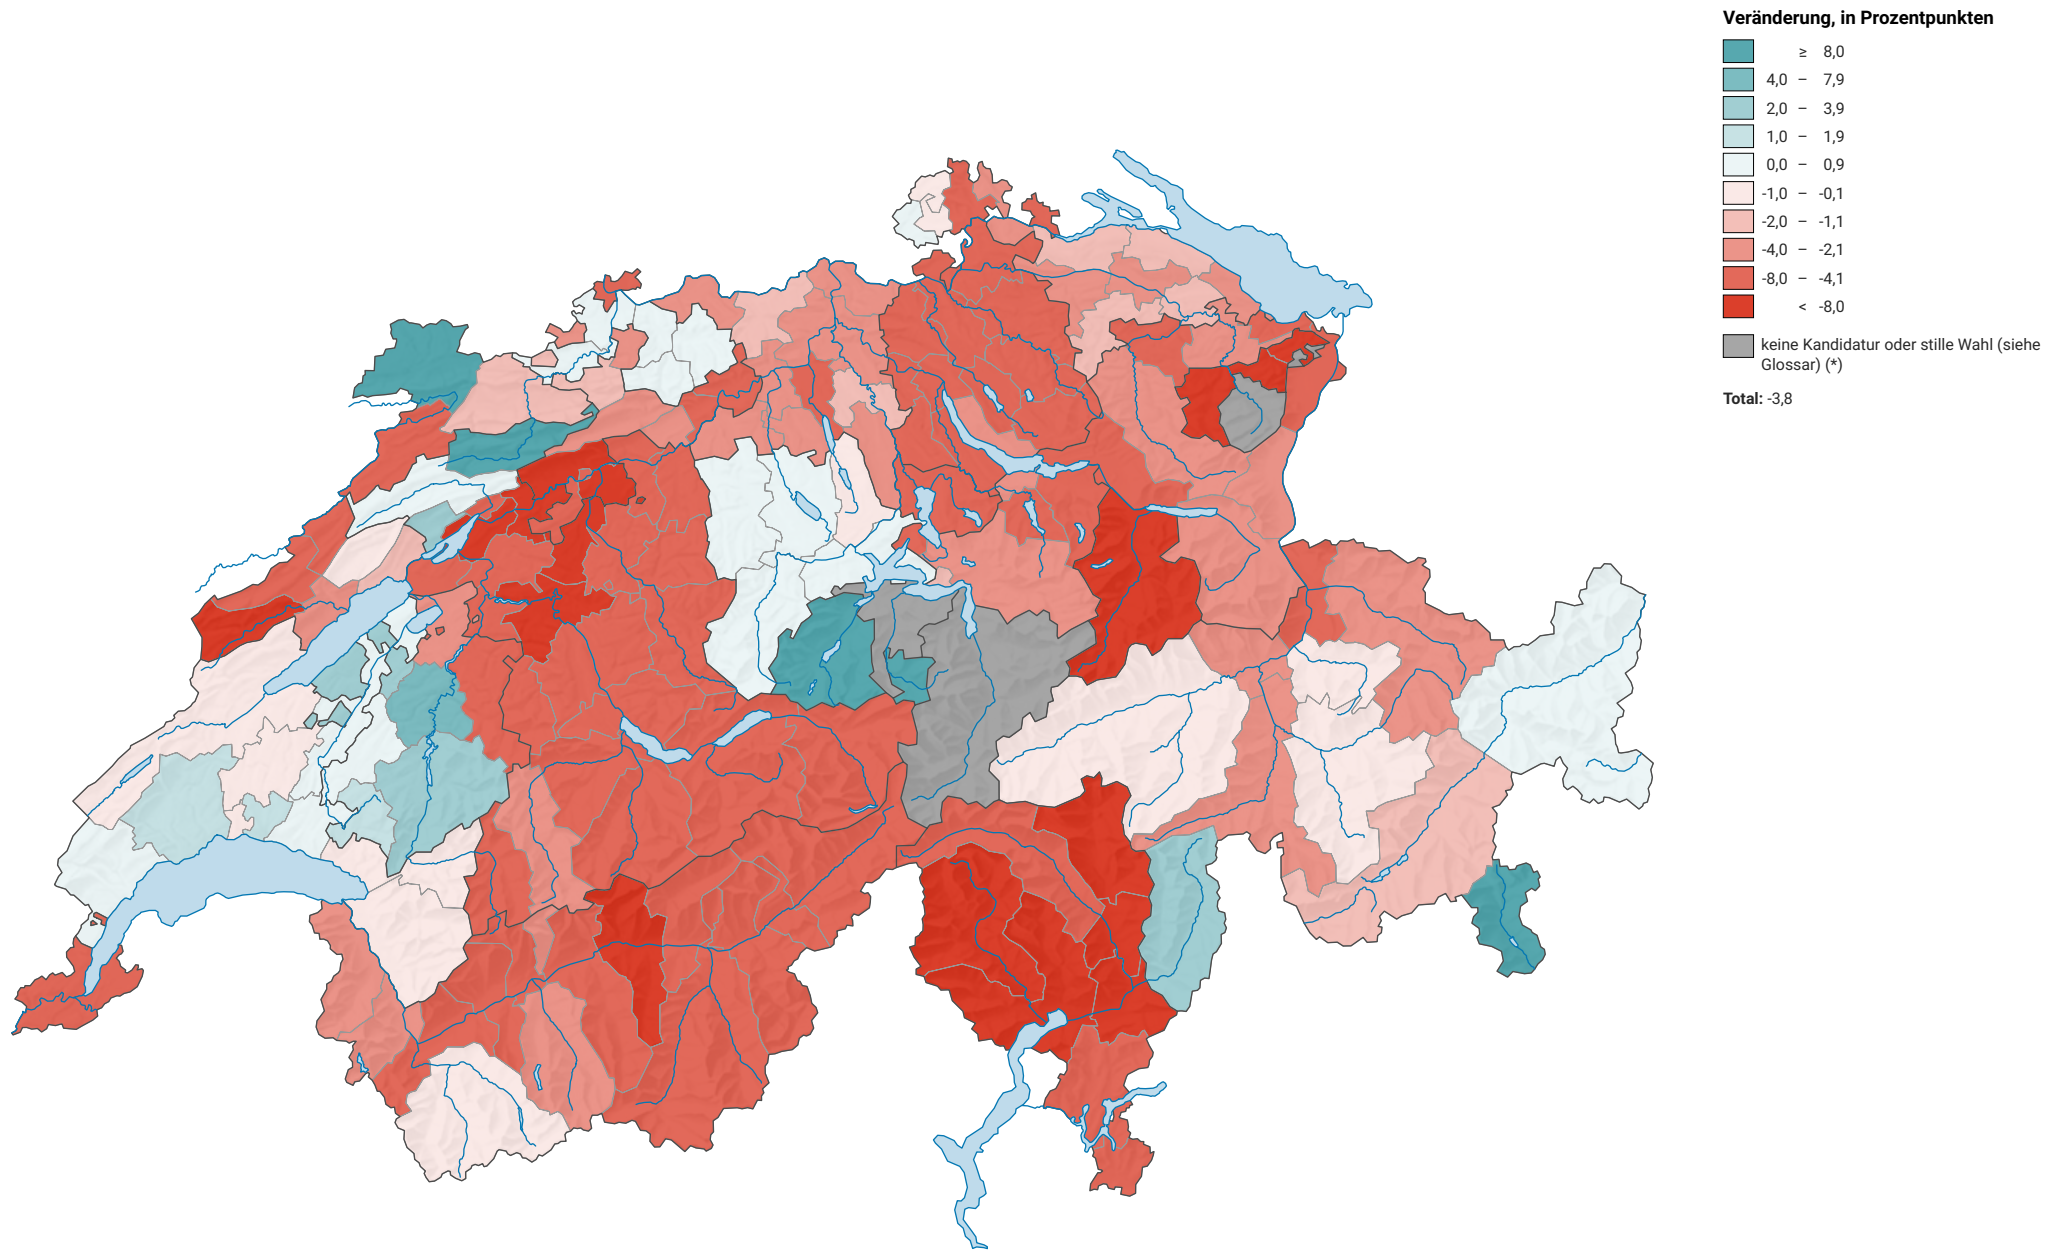 Veränderung, in Prozentpunkten
≥ 8,0
4,0 – 7,9
2,0 – 3,9
1,0 – 1,9
0,0 – 0,9
-1,0 – -0,1
-2,0 – -1,1
-4,0 – -2,1
-8,0 – -4,1
< -8,0
keine Kandidatur oder stille Wahl (siehe
Glossar) (*)
Total: -3,8